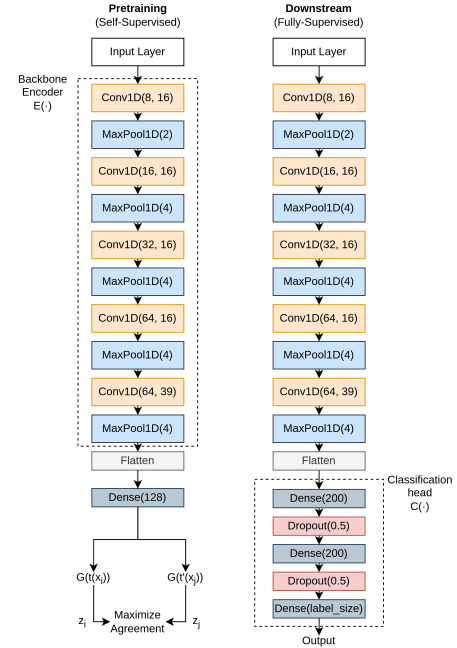 Pretraining
(Self-Supervised)
Input Layer
Backbone
Encoder
E(·)
Conv1D(8, 16)
MaxPool1D(2)
Conv1D(16, 16)
MaxPool1D(4)
Conv1D(32, 16)
MaxPool1D(4)
Conv1D(64, 16)
MaxPool1D(4)
Conv1D(64, 39)
MaxPool1D(4)
Flatten
Dense(128)
G(t(xᵢ))
G(t'(xⱼ))
zᵢ
Maximize
Agreement
zⱼ
Downstream
(Fully-Supervised)
Input Layer
Conv1D(8, 16)
MaxPool1D(2)
Conv1D(16, 16)
MaxPool1D(4)
Conv1D(32, 16)
MaxPool1D(4)
Conv1D(64, 16)
MaxPool1D(4)
Conv1D(64, 39)
MaxPool1D(4)
Flatten
Classification
head
C(·)
Dense(200)
Dropout(0.5)
Dense(200)
Dropout(0.5)
Dense(label_size)
Output